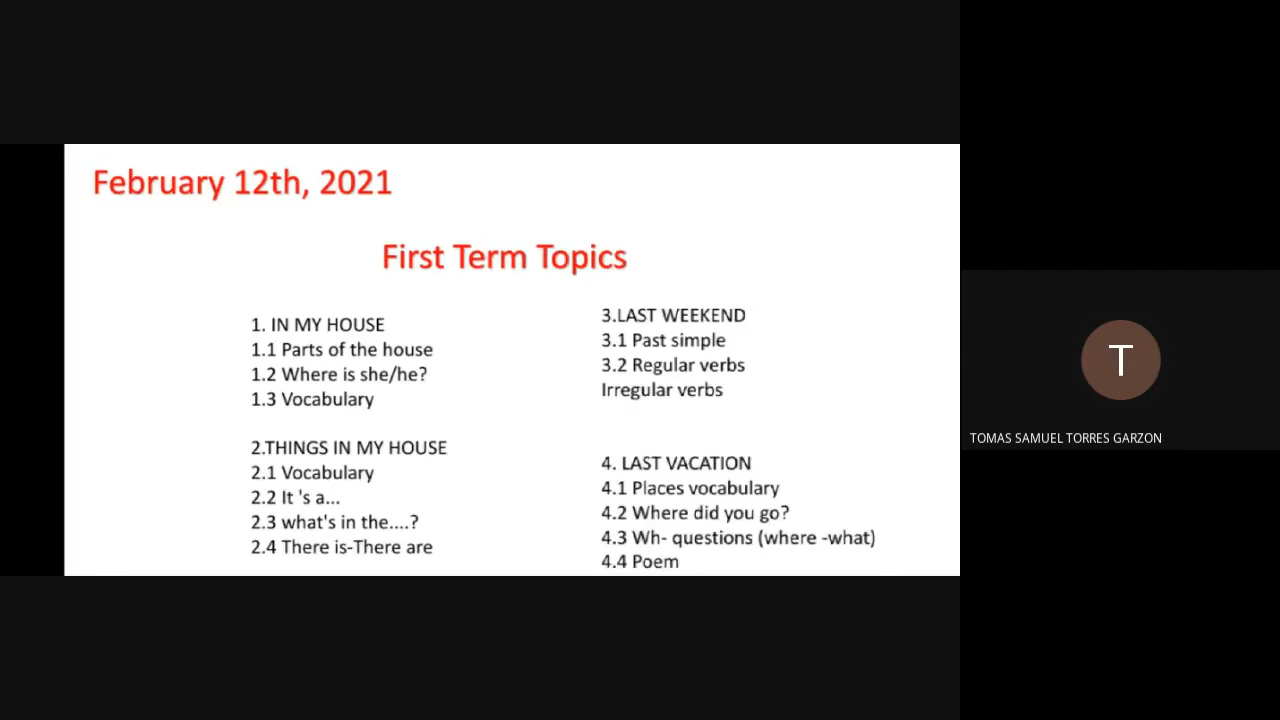 February 12th, 2021
First Term Topics
1. IN MY HOUSE
1.1 Parts of the house
1.2 Where is she/he?
1.3 Vocabulary
2.THINGS IN MY HOUSE
2.1 Vocabulary
2.2 It 's a...
2.3 what's in the....?
2.4 There is-There are
3.LAST WEEKEND
3.1 Past simple
3.2 Regular verbs
Irregular verbs
4. LAST VACATION
4.1 Places vocabulary
4.2 Where did you go?
4.3 Wh- questions (where -what)
4.4 Poem
T
TOMAS SAMUEL TORRES GARZON